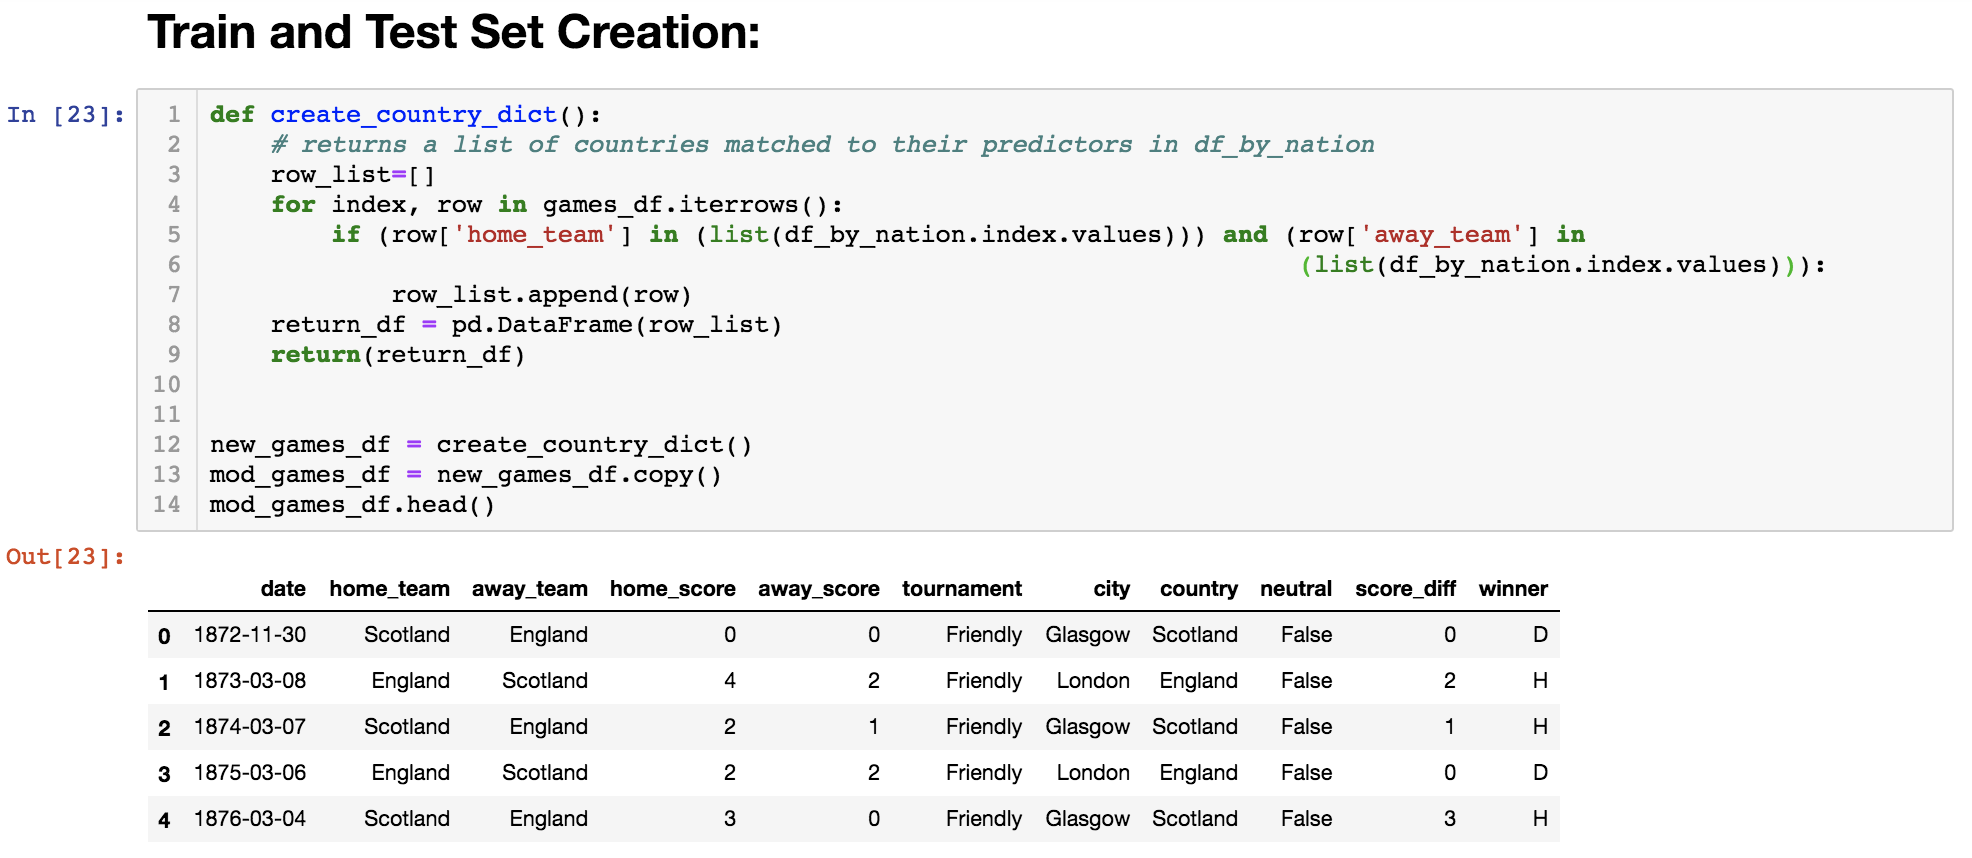 Train and Test Set Creation:
In [23]:
1 def create_country_dict():
2     # returns a list of countries matched to their predictors in df_by_nation
3     row_list=[]
4     for index, row in games_df.iterrows():
5         if (row['home_team'] in (list(df_by_nation.index.values))) and (row['away_team'] in
6                                                                         (list(df_by_nation.index.values))):
7             row_list.append(row)
8     return_df = pd.DataFrame(row_list)
9     return(return_df)
10
11
12 new_games_df = create_country_dict()
13 mod_games_df = new_games_df.copy()
14 mod_games_df.head()
Out[23]:
date home_team away_team home_score away_score tournament city country neutral score_diff winner
0 1872-11-30 Scotland England 0 0 Friendly Glasgow Scotland False 0 D
1 1873-03-08 England Scotland 4 2 Friendly London England False 2 H
2 1874-03-07 Scotland England 2 1 Friendly Glasgow Scotland False 1 H
3 1875-03-06 England Scotland 2 2 Friendly London England False 0 D
4 1876-03-04 Scotland England 3 0 Friendly Glasgow Scotland False 3 H